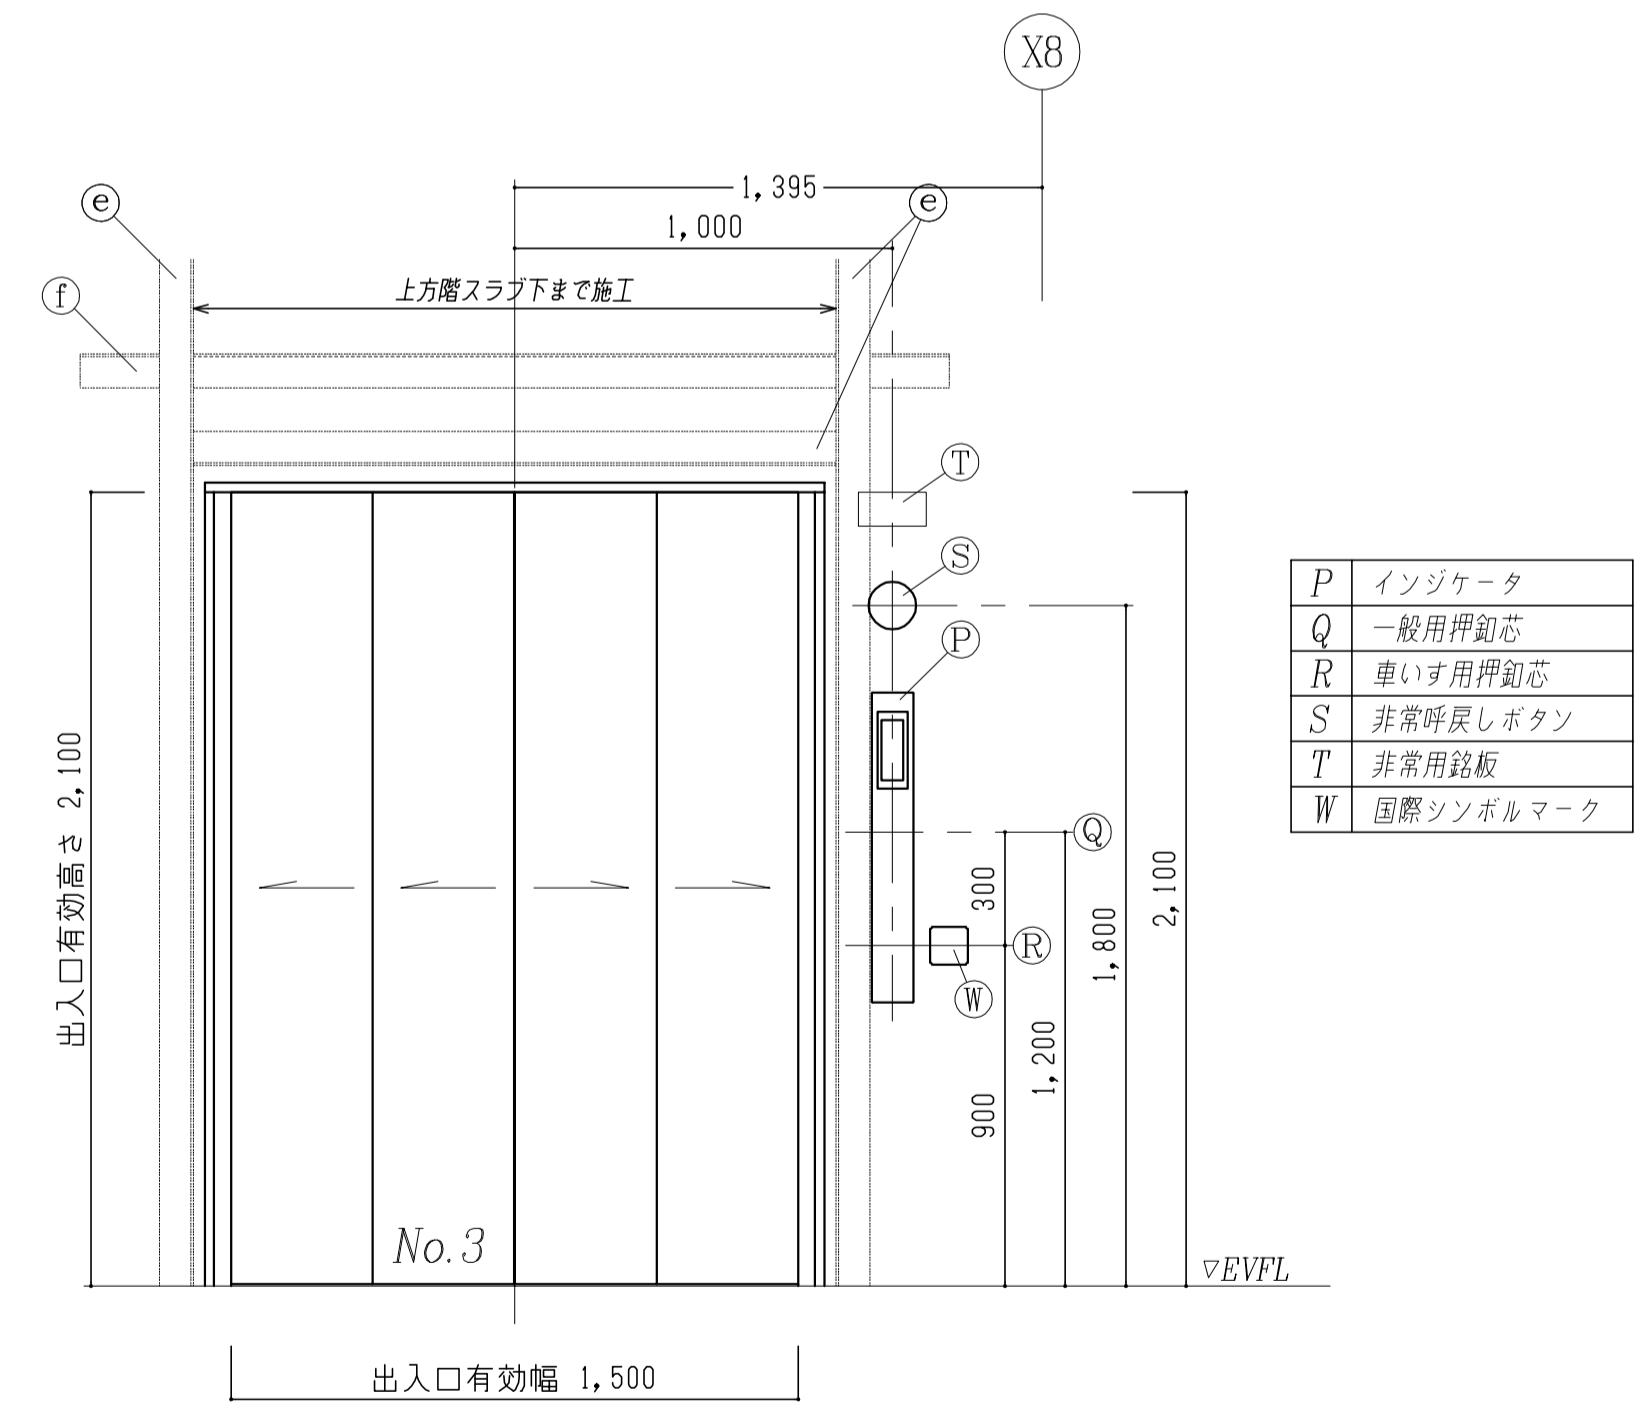 X8
1,395
e
e
1,000
上方階スラブ下まで施工
f
T
S
P
P インジケータ
Q 一般用押釦芯
R 車いす用押釦芯
S 非常呼戻しボタン
T 非常用銘板
W 国際シンボルマーク
Q
R
W
出入口有効高さ 2,100
300
900
1,200
1,800
2,100
No.3
▽EVFL
出入口有効幅 1,500